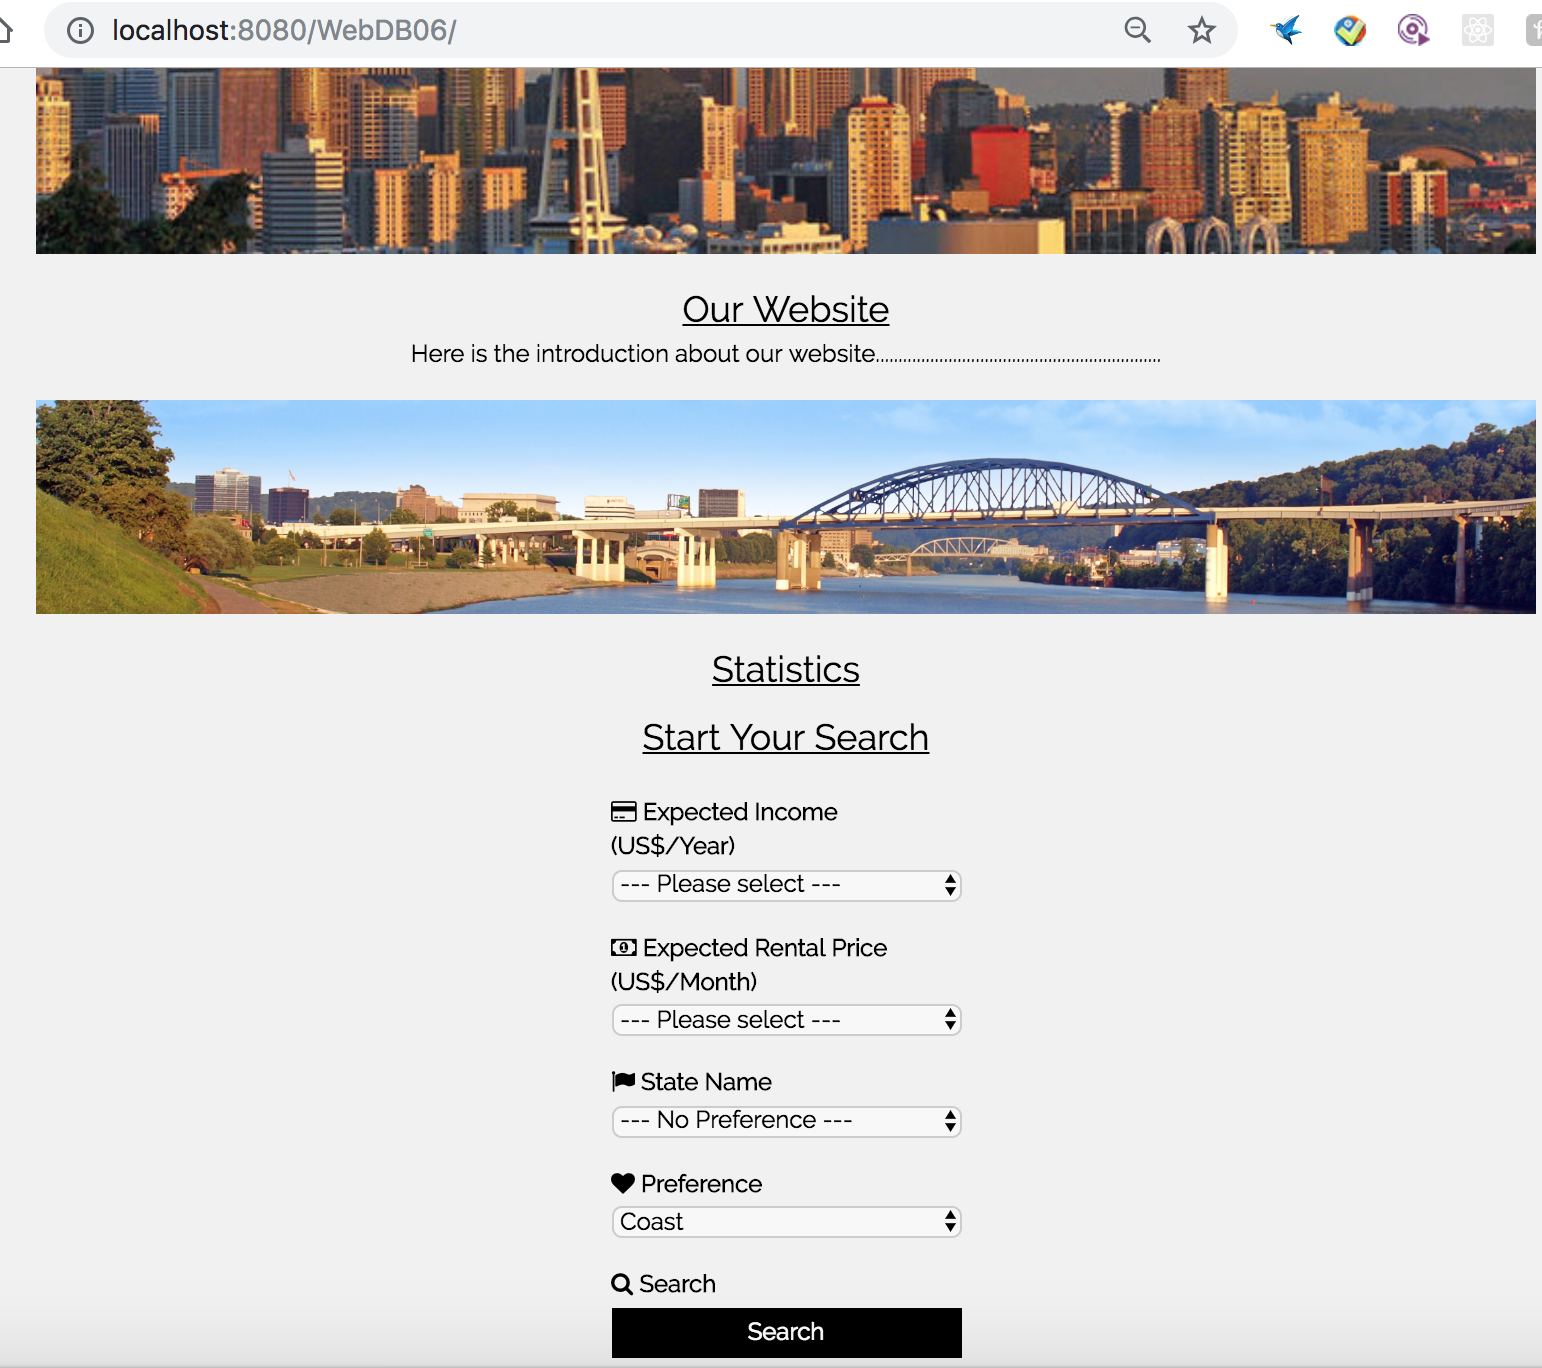 localhost:8080/WebDB06/
Our Website
Here is the introduction about our website..............................................................
Statistics
Start Your Search
Expected Income
(US$/Year)
--- Please select ---
Expected Rental Price
(US$/Month)
--- Please select ---
State Name
--- No Preference ---
Preference
Coast
Search
Search